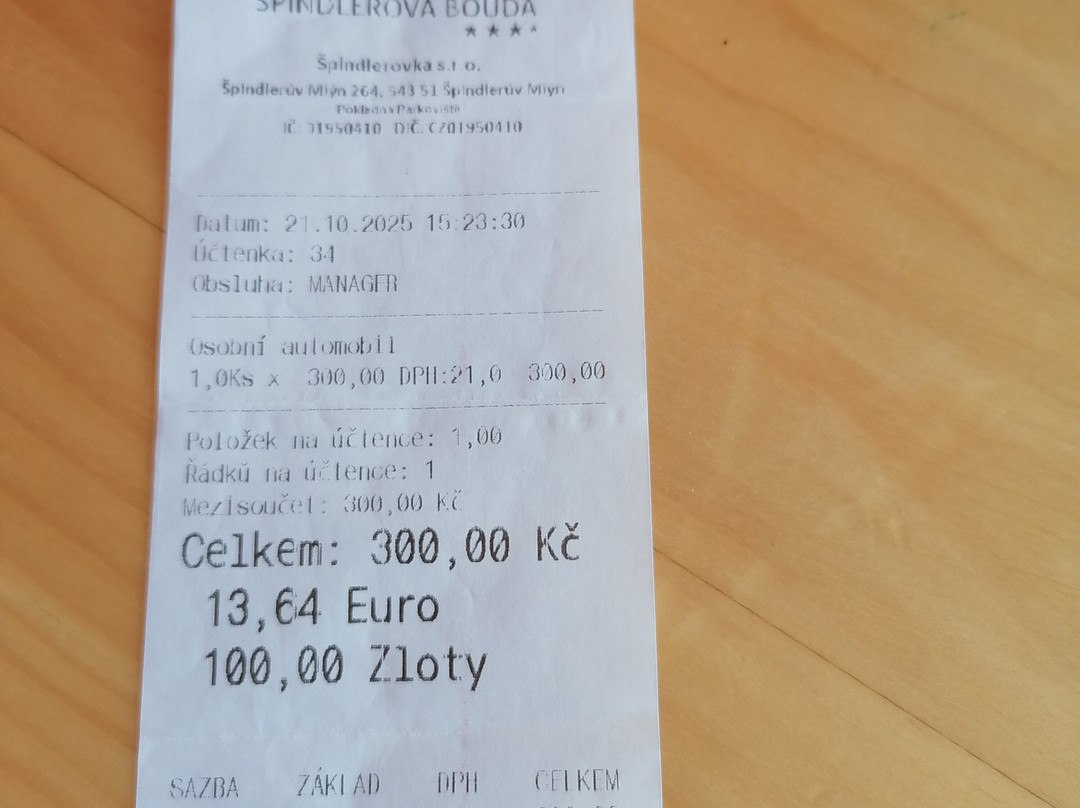 ŠPINDLEROVA BOUDA
★ ★ ★ ★
Špindlerovka s.r.o.
Špindlerův Mlýn 264, 543 51 Špindlerův Mlýn
Pokladna Parkoviště
IČ: 01950410 DIČ: CZ01950410
Datum: 21.10.2025 15:23:30
Účtenka: 34
Obsluha: MANAGER
Osobní automobil
1,0Ks x 300,00 DPH:21,0 300,00
Položek na účtence: 1,00
Řádků na účtence: 1
Mezisoučet: 300,00 Kč
Celkem: 300,00 Kč
13,64 Euro
100,00 Zloty
SAZBA ZÁKLAD DPH CELKEM